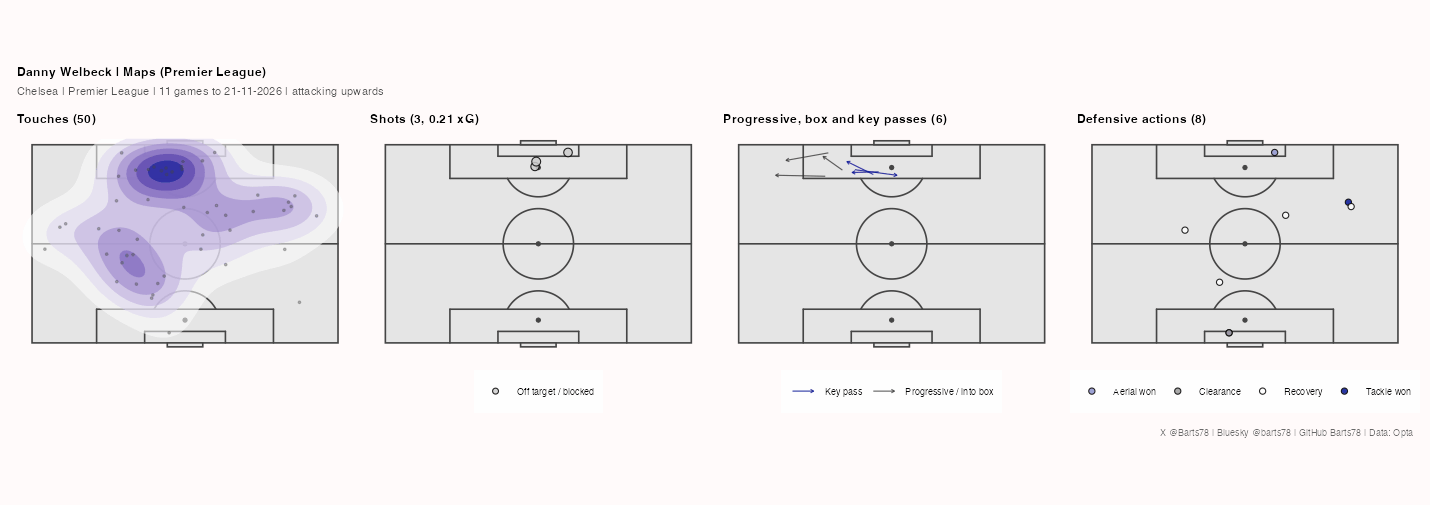 Danny Welbeck | Maps (Premier League)
Chelsea | Premier League | 11 games to 21-11-2026 | attacking upwards
Touches (50)
Shots (3, 0.21 xG)
Progressive, box and key passes (6)
Defensive actions (8)
Off target / blocked
Key pass
Progressive / into box
Aerial won
Clearance
Recovery
Tackle won
X @Barts78 | Bluesky @barts78 | GitHub Barts78 | Data: Opta